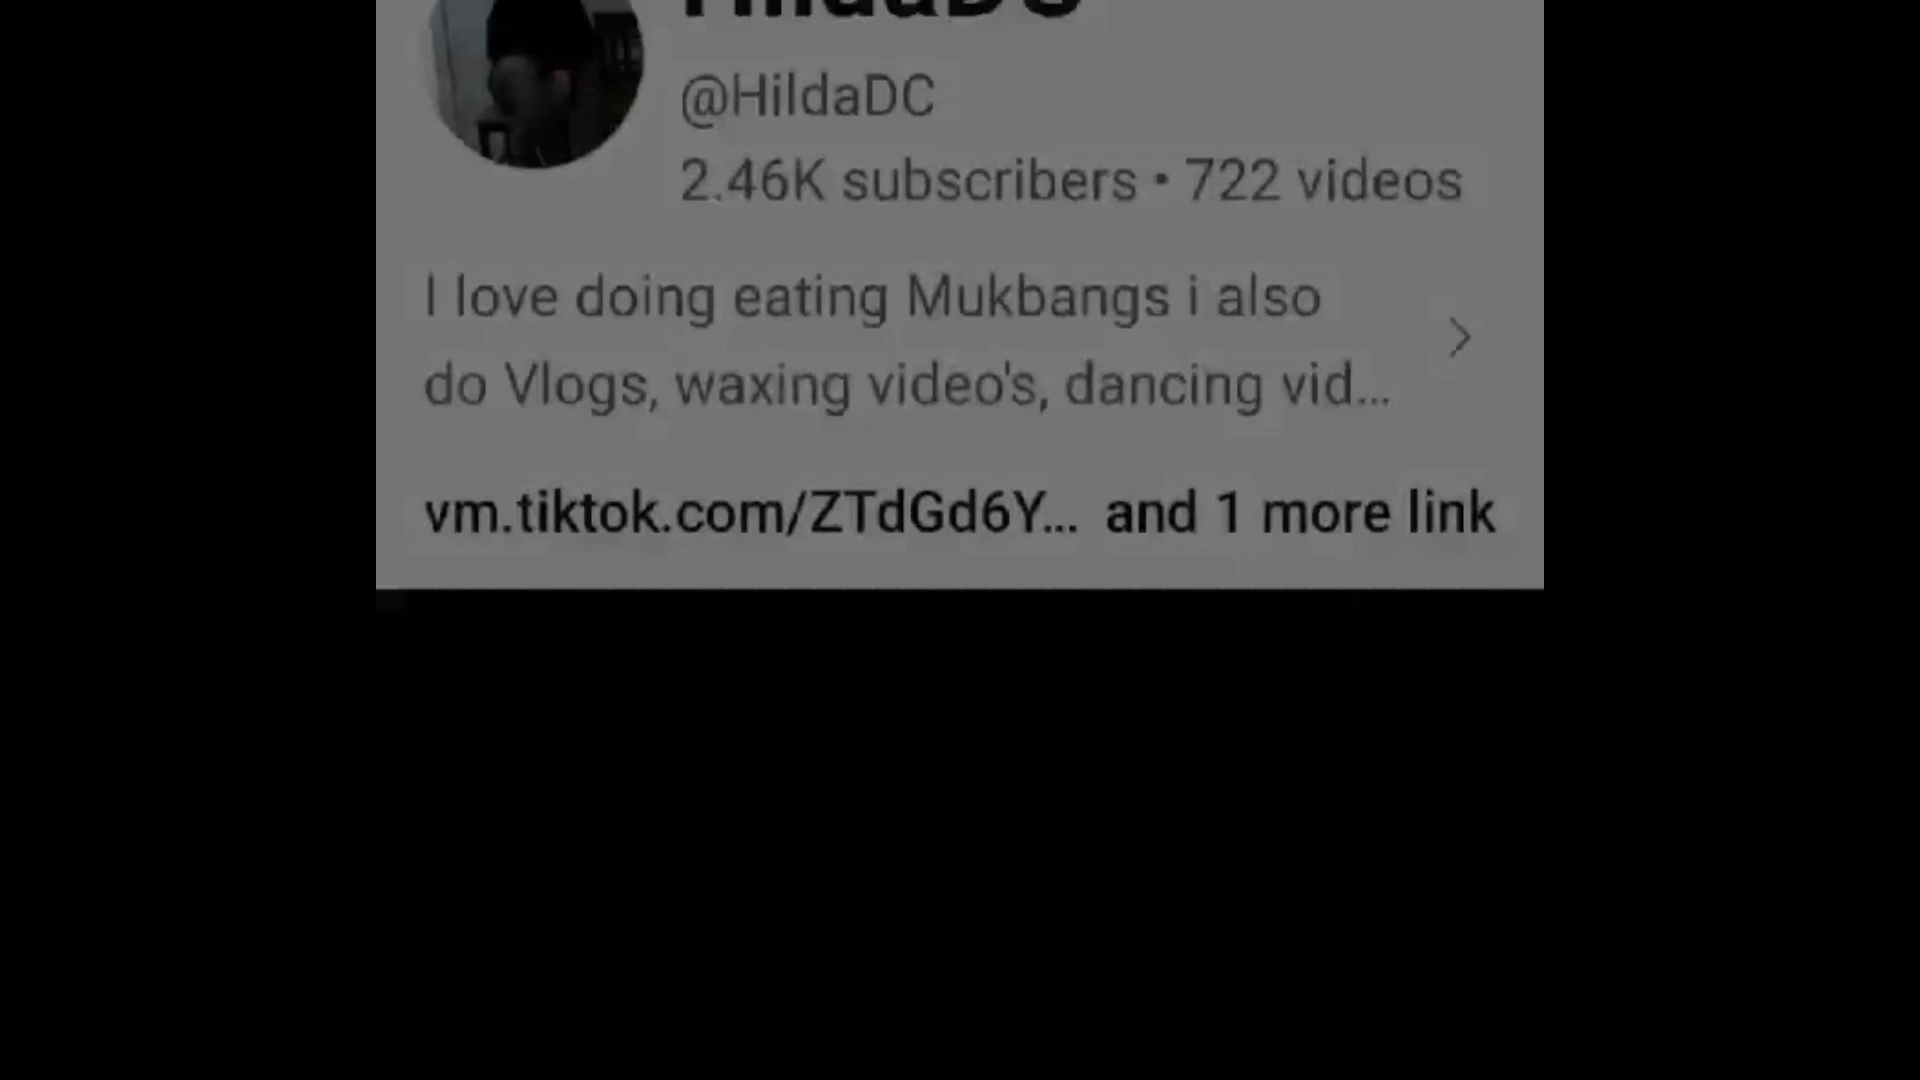 HildaDC
@HildaDC
2.46K subscribers • 722 videos
I love doing eating Mukbangs i also
do Vlogs, waxing video's, dancing vid...
vm.tiktok.com/ZTdGd6Y... and 1 more link